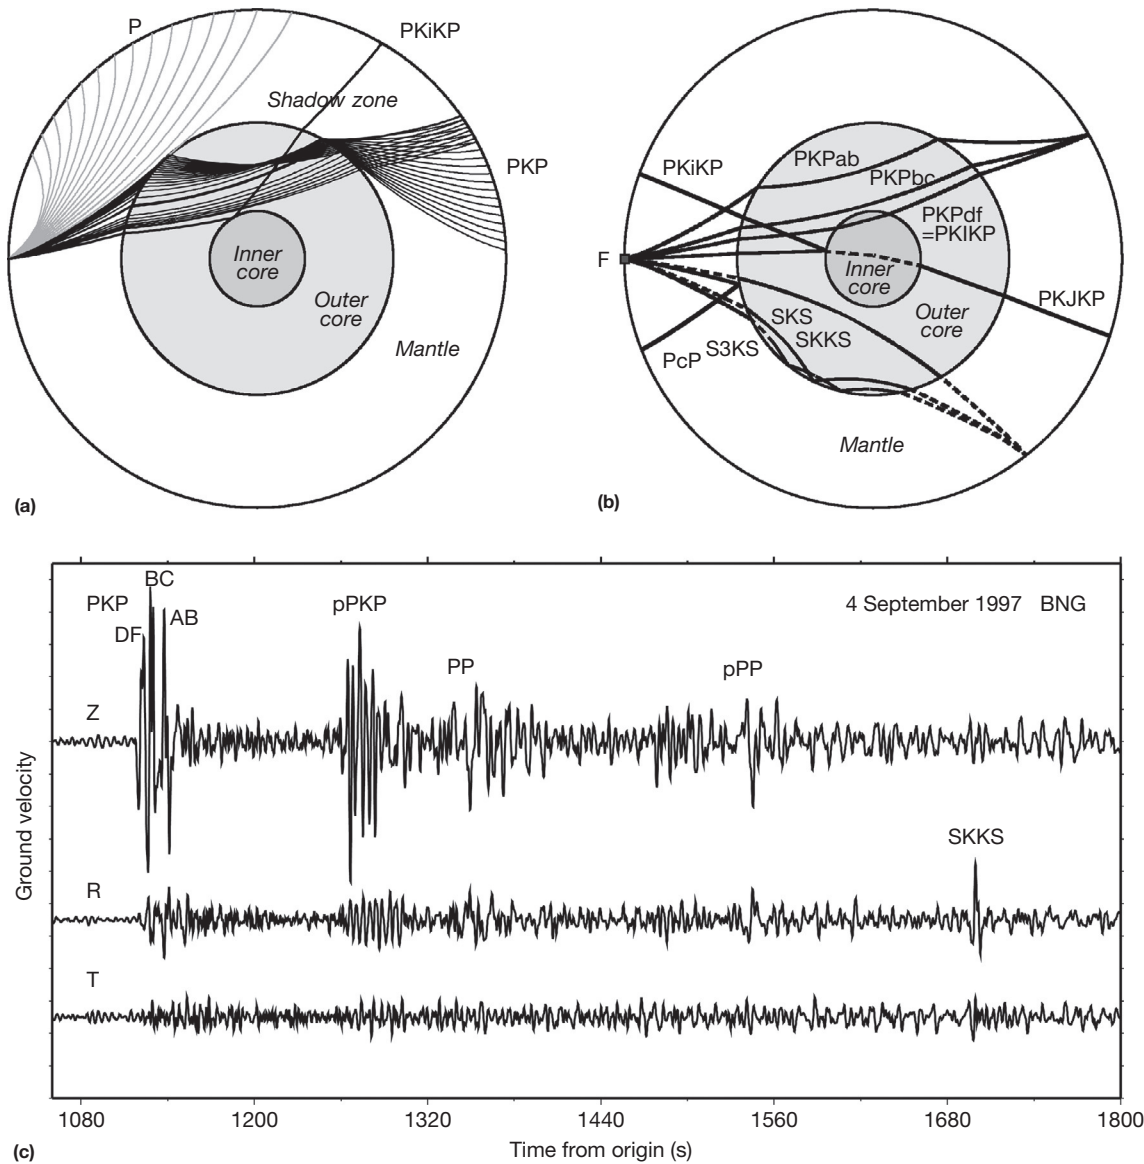 P
PKiKP
Shadow zone
PKP
Inner
core
Outer
core
Mantle
(a)
PKiKP
PKPab
PKPbc
PKPdf
=PKIKP
F
Inner
core
Outer
core
PKJKP
SKS
SKKS
S3KS
PcP
Mantle
(b)
BC
PKP
DF
AB
pPKP
PP
pPP
4 September 1997 BNG
Z
SKKS
R
T
Ground velocity
1080 1200 1320 1440 1560 1680 1800
Time from origin (s)
(c)